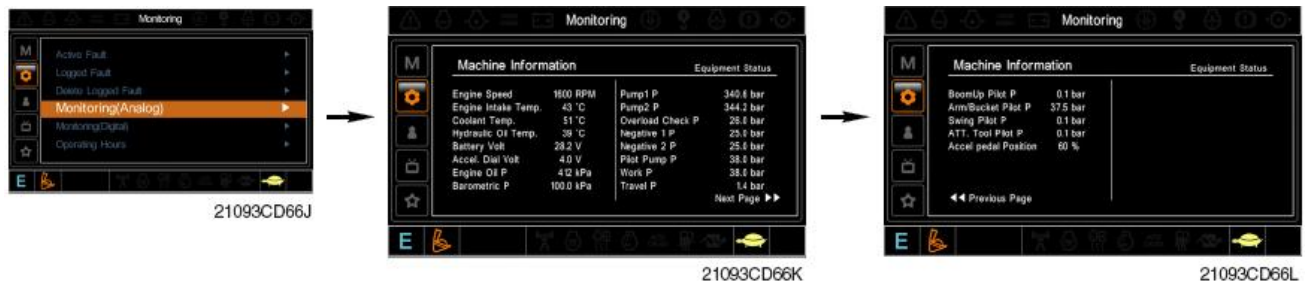 Monitoring
M
Active Fault
Logged Fault
Delete Logged Fault
Monitoring(Analog)
Monitoring(Digital)
Operating Hours
E
21093CD66J
Monitoring
M
Machine Information
Equipment Status
Engine Speed 1600 RPM
Engine Intake Temp. 43 °C
Coolant Temp. 51 °C
Hydraulic Oil Temp. 39 °C
Battery Volt 28.2 V
Accel. Dial Volt 4.0 V
Engine Oil P 412 kPa
Barometric P 100.0 kPa
Pump1 P 340.6 bar
Pump2 P 344.2 bar
Overload Check P 26.0 bar
Negative 1 P 25.0 bar
Negative 2 P 25.0 bar
Pilot Pump P 38.0 bar
Work P 38.0 bar
Travel P 1.4 bar
Next Page ▶▶
E
21093CD66K
Monitoring
M
Machine Information
Equipment Status
BoomUp Pilot P 0.1 bar
Arm/Bucket Pilot P 37.5 bar
Swing Pilot P 0.1 bar
ATT. Tool Pilot P 0.1 bar
Accel pedal Position 60 %
◀◀ Previous Page
E
21093CD66L